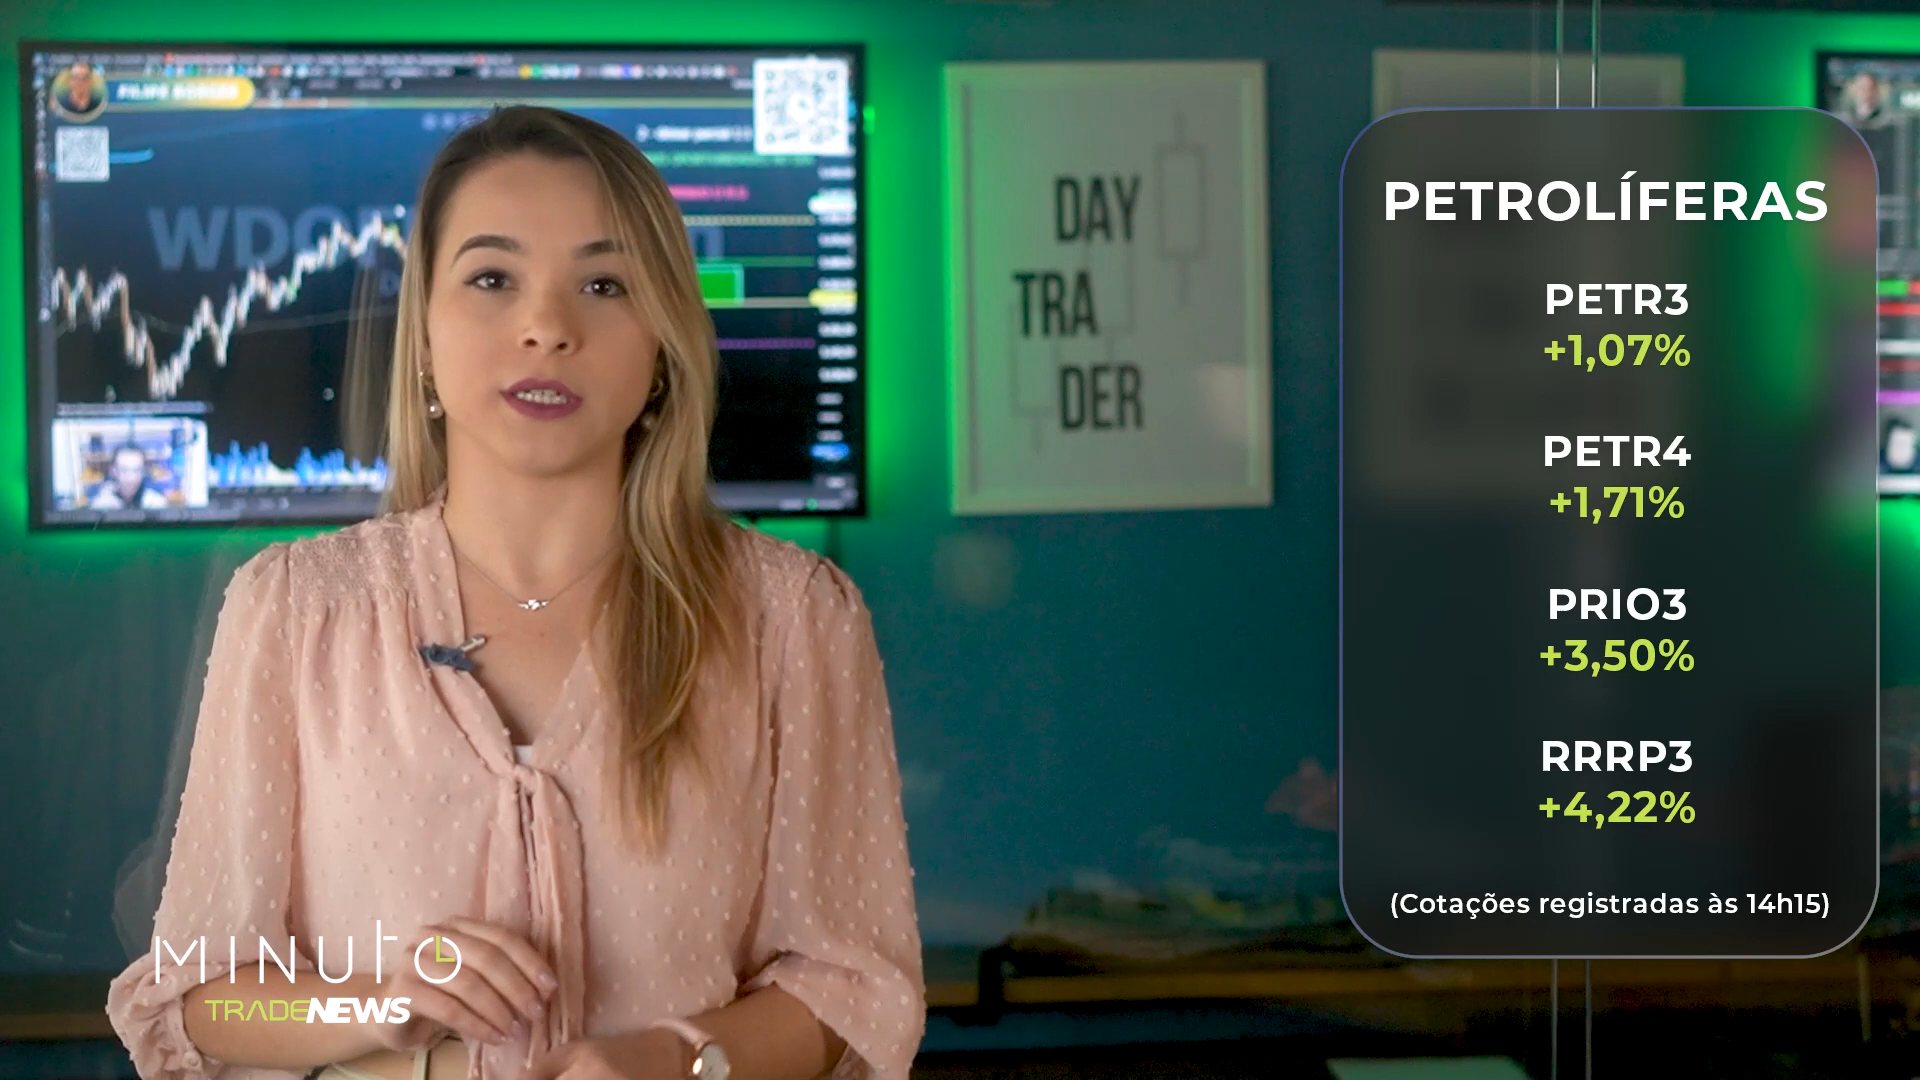 DAY
TRA
DER
PETROLÍFERAS
PETR3
+1,07%
PETR4
+1,71%
PRIO3
+3,50%
RRRP3
+4,22%
(Cotações registradas às 14h15)
MINUTO
TRADENEWS